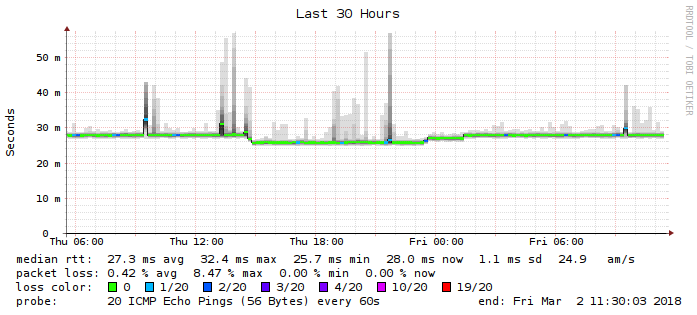 Last 30 Hours
RRDTOOL / TOBI OETIKER
Seconds
50 m
40 m
30 m
20 m
10 m
0
Thu 06:00 Thu 12:00 Thu 18:00 Fri 00:00 Fri 06:00
median rtt: 27.3 ms avg 32.4 ms max 25.7 ms min 28.0 ms now 1.1 ms sd 24.9 am/s
packet loss: 0.42 % avg 8.47 % max 0.00 % min 0.00 % now
loss color: 0 1/20 2/20 3/20 4/20 10/20 19/20
probe: 20 ICMP Echo Pings (56 Bytes) every 60s end: Fri Mar 2 11:30:03 2018